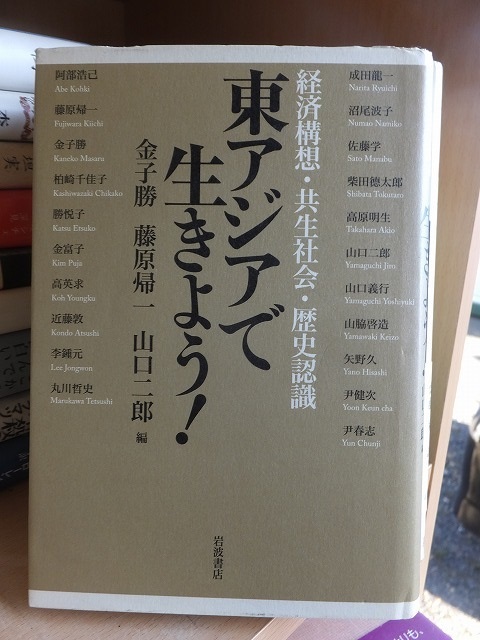 経済構想・共生社会・歴史認識
東アジアで
生きよう!
金子勝 藤原帰一 山口二郎 編
阿部浩己
Abe Kohki
藤原帰一
Fujiwara Kiichi
金子勝
Kaneko Masaru
柏崎千佳子
Kashiwazaki Chikako
勝悦子
Katsu Etsuko
金富子
Kim Puja
高英求
Koh Youngku
近藤敦
Kondo Atsushi
李鍾元
Lee Jongwon
丸川哲史
Marukawa Tetsushi
成田龍一
Narita Ryuichi
沼尾波子
Numao Namiko
佐藤学
Sato Manabu
柴田德太郎
Shibata Tokutaro
高原明生
Takahara Akio
山口二郎
Yamaguchi Jiro
山口義行
Yamaguchi Yoshiyuki
山脇啓造
Yamawaki Keizo
矢野久
Yano Hisashi
尹健次
Yoon Keun cha
尹春志
Yun Chunji
岩波書店